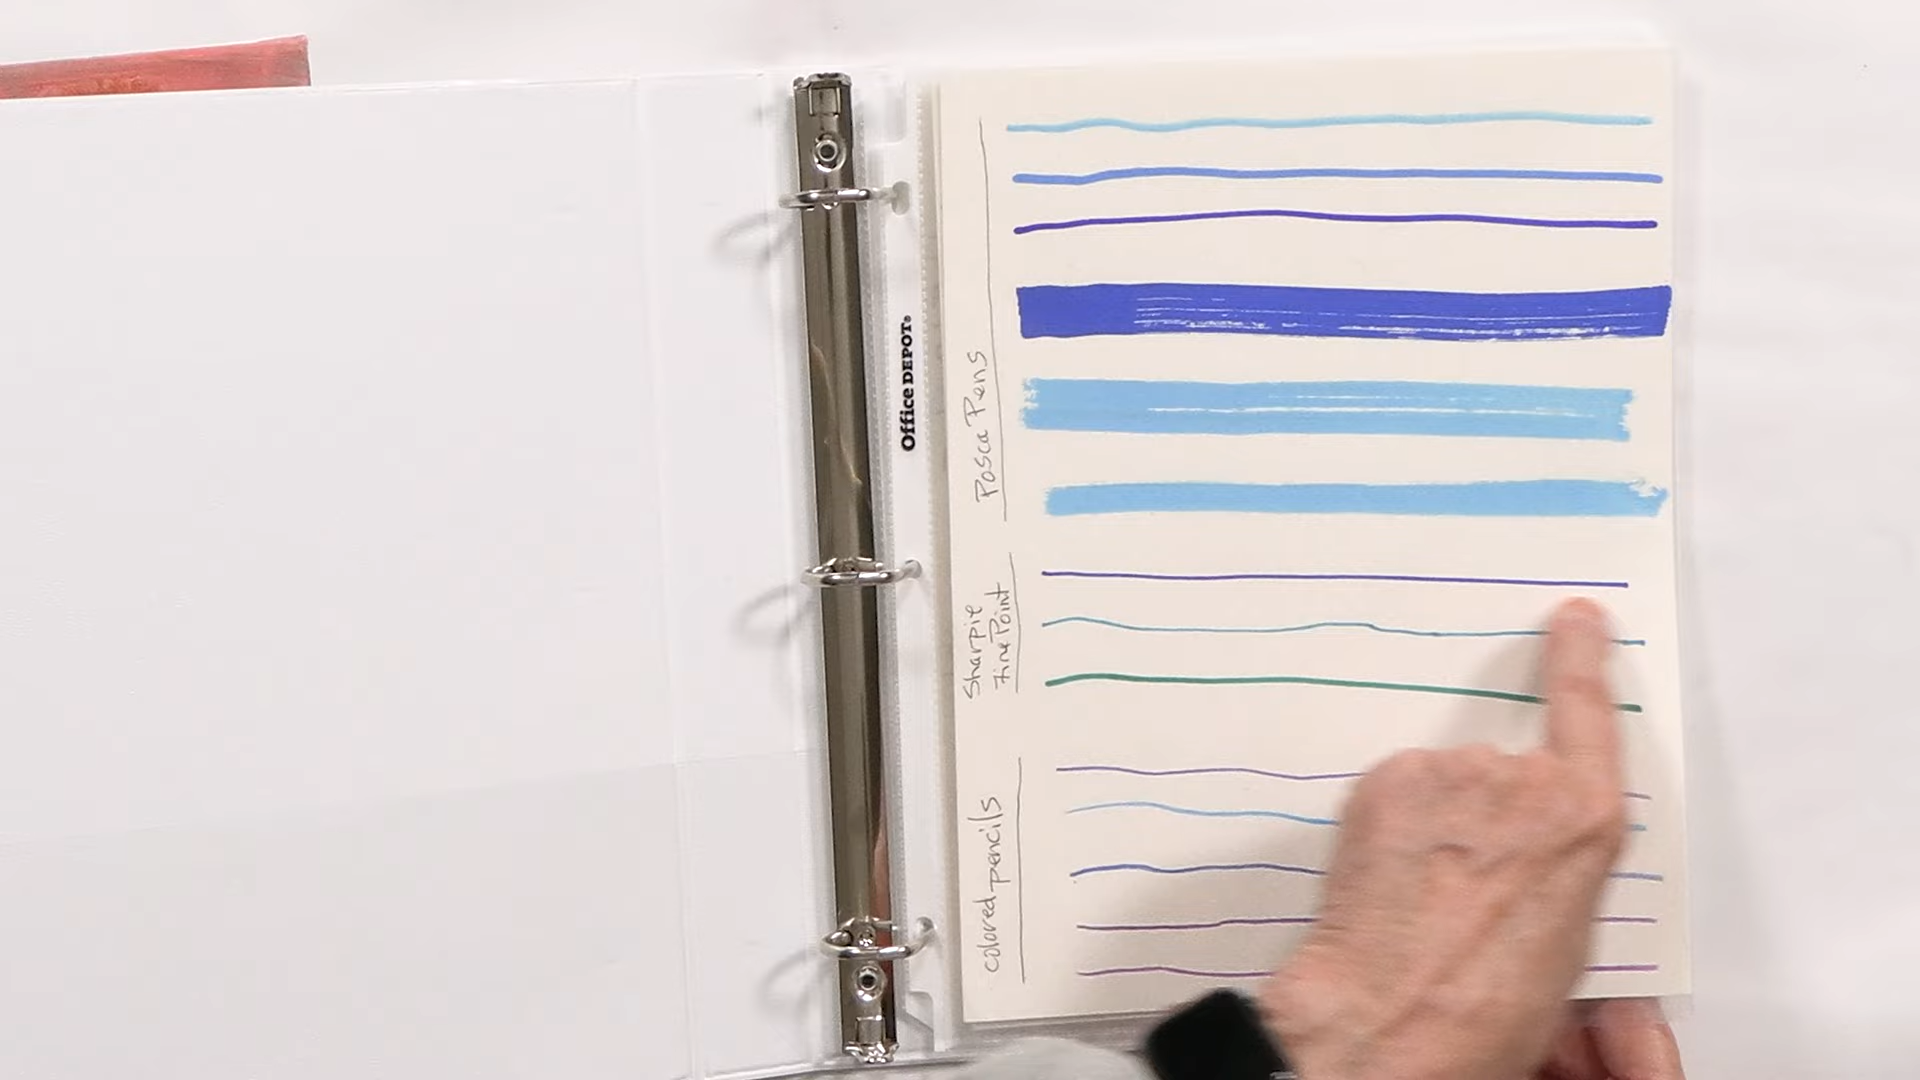 Office DEPOT®
Posca Pens
Sharpie
Fine Point
colored pencils